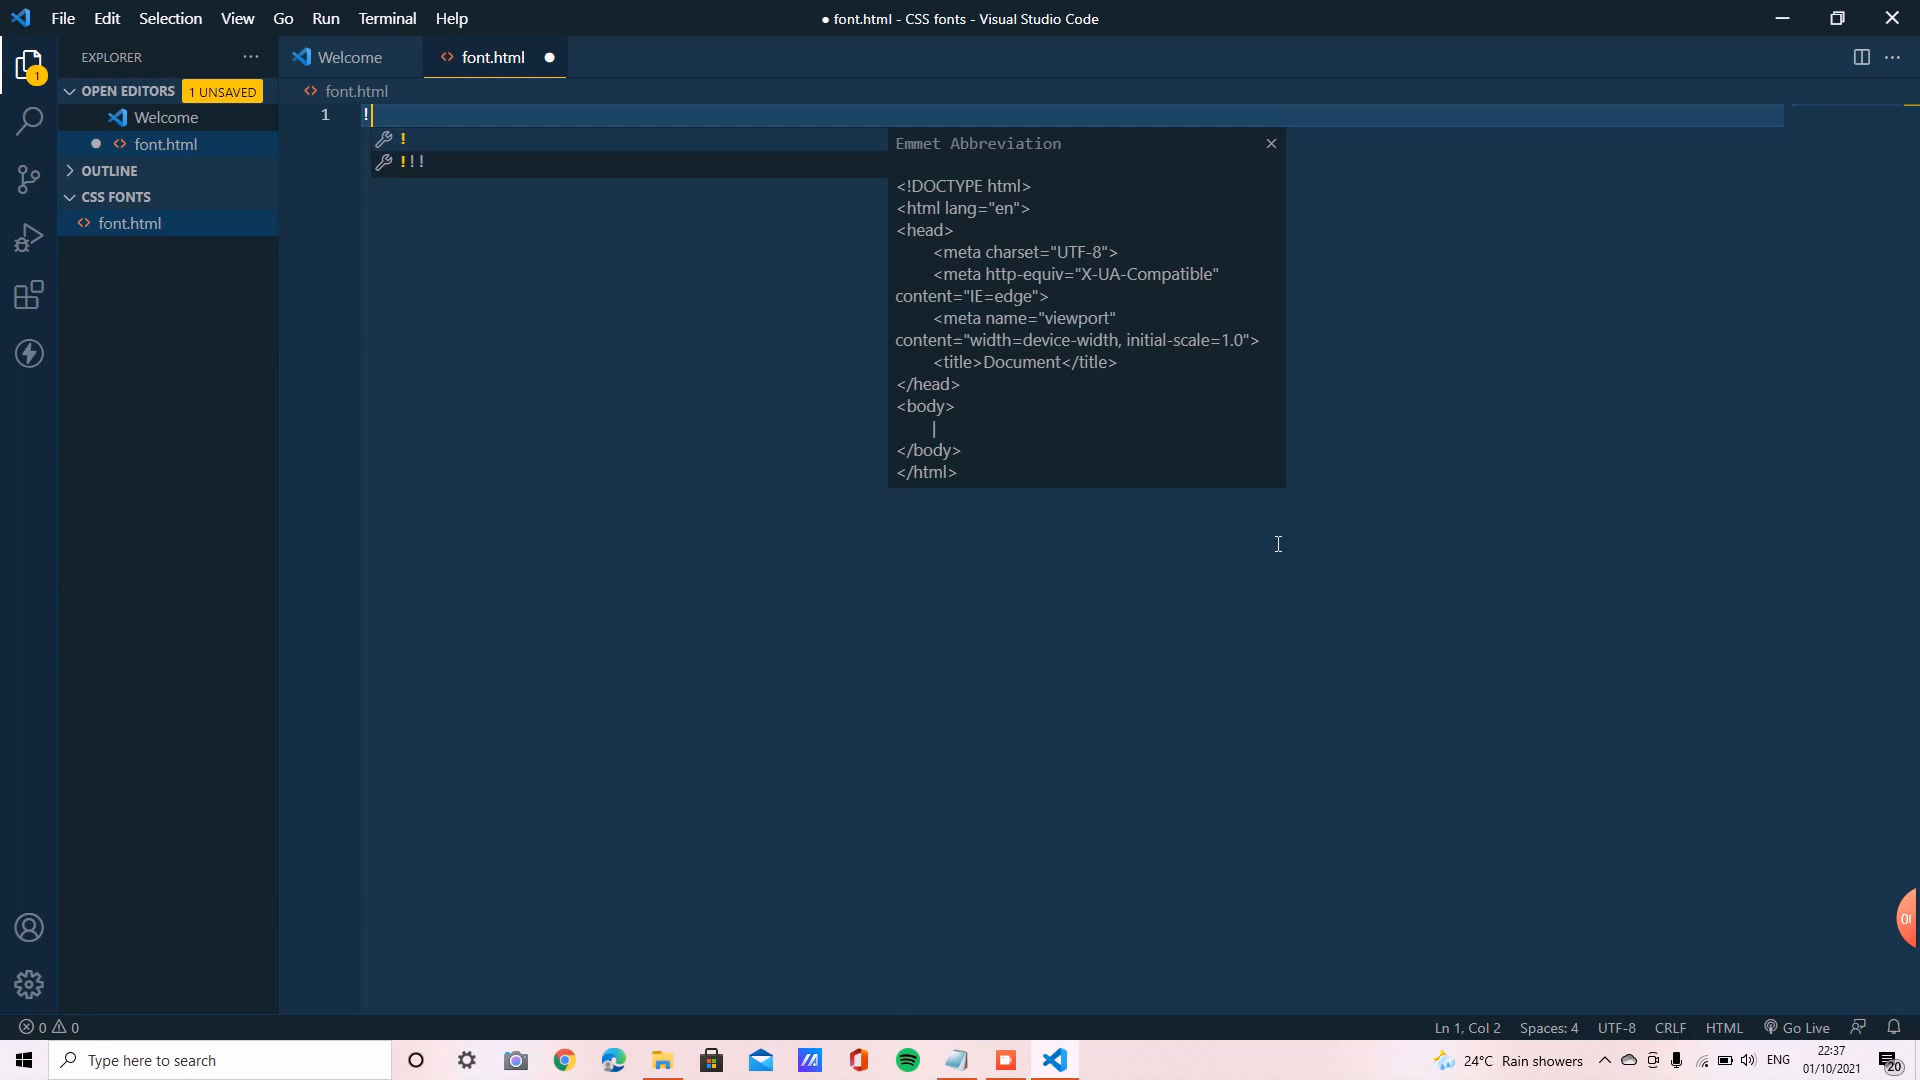 File Edit Selection View Go Run Terminal Help
● font.html - CSS fonts - Visual Studio Code
EXPLORER
Welcome
font.html
OPEN EDITORS
1 UNSAVED
Welcome
font.html
OUTLINE
CSS FONTS
font.html
1
font.html
1
!
!
!!!
Emmet Abbreviation
<!DOCTYPE html>
<html lang="en">
<head>
<meta charset="UTF-8">
<meta http-equiv="X-UA-Compatible"
content="IE=edge">
<meta name="viewport"
content="width=device-width, initial-scale=1.0">
<title>Document</title>
</head>
<body>
|
</body>
</html>
0 0
Ln 1, Col 2 Spaces: 4 UTF-8 CRLF HTML Go Live
Type here to search
24°C Rain showers
ENG
22:37
01/10/2021
20